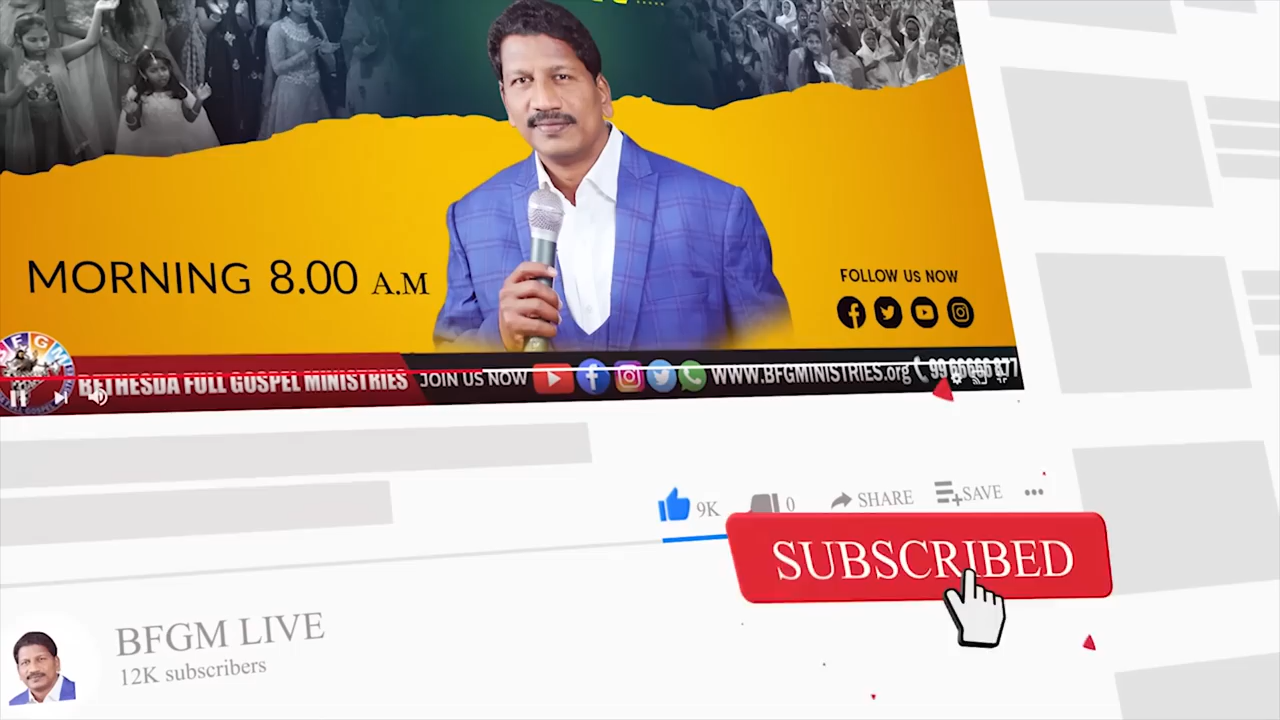 MORNING 8.00 A.M
FOLLOW US NOW
BFGM
BETHESDA FULL GOSPEL MINISTRIES
JOIN US NOW
WWW.BFGMINISTRIES.org
9K
0
SHARE
SAVE
SUBSCRIBED
BFGM LIVE
12K subscribers